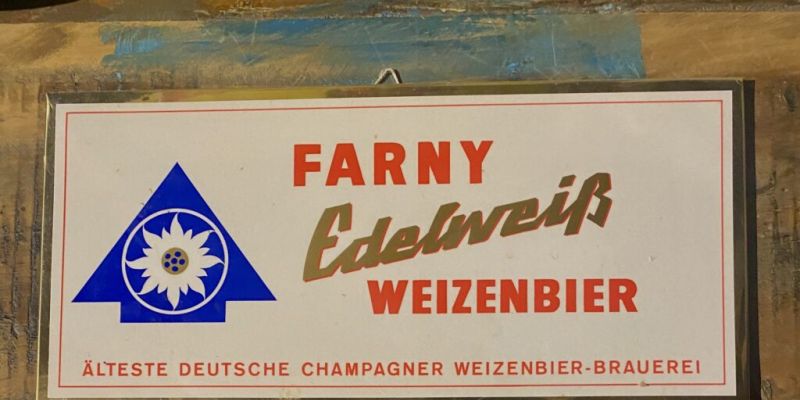 FARNY
Edelweiß
WEIZENBIER
ÄLTESTE DEUTSCHE CHAMPAGNER WEIZENBIER-BRAUEREI